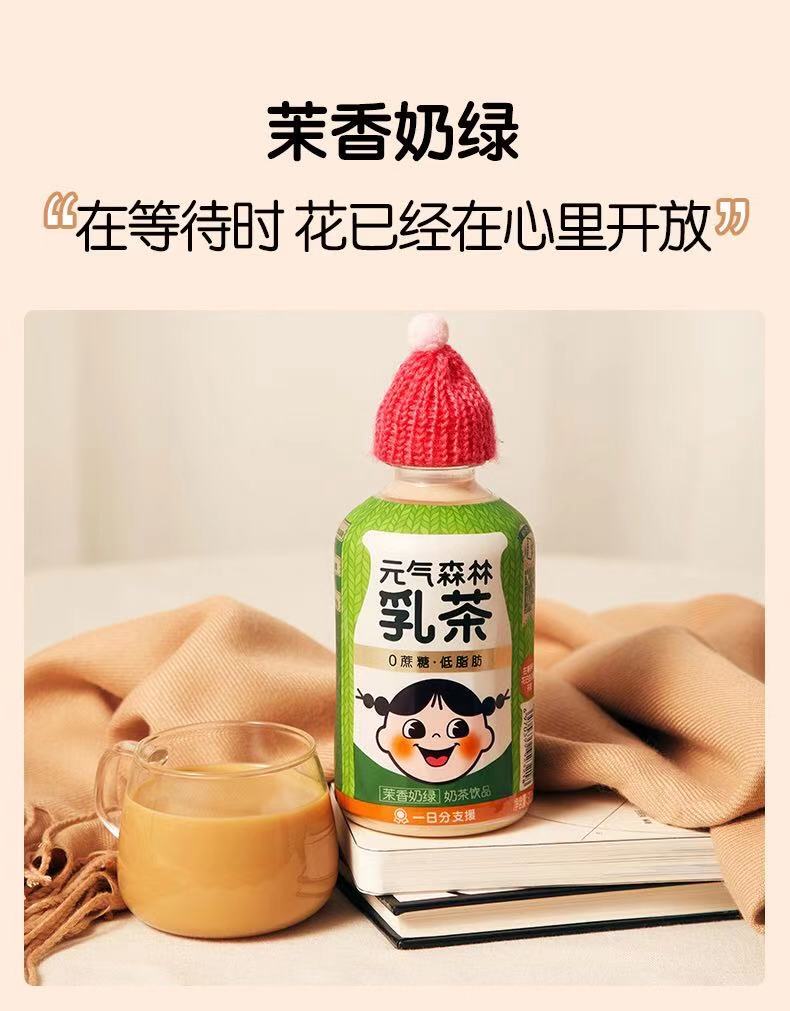 茉香奶绿
“在等待时 花已经在心里开放”
元气森林
乳茶
0蔗糖·低脂肪
茉香奶绿 奶茶饮品
一日分支援